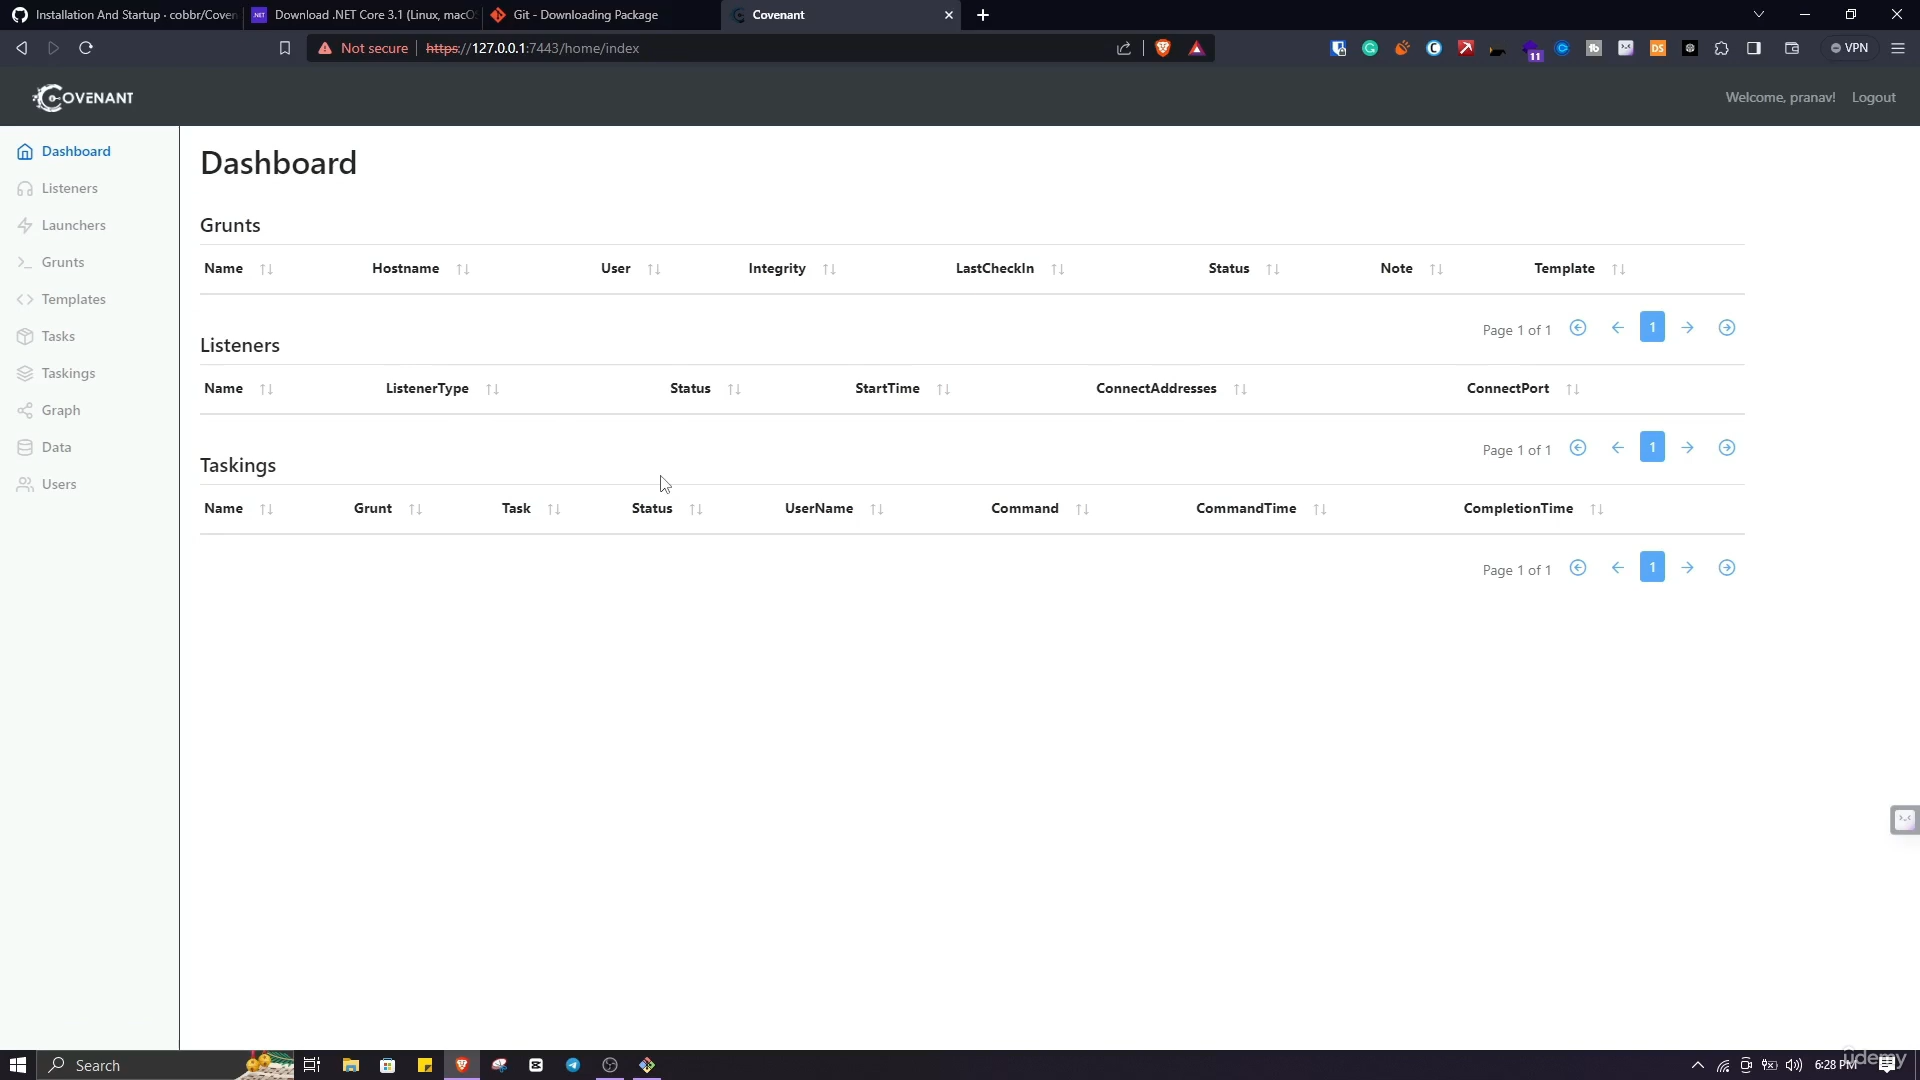 Installation And Startup · cobbr/Coven
.NET Download .NET Core 3.1 (Linux, macO
Git - Downloading Package
Covenant
Not secure https://127.0.0.1:7443/home/index
11
DS
VPN
COVENANT
Welcome, pranav! Logout
Dashboard
Listeners
Launchers
Grunts
Templates
Tasks
Taskings
Graph
Data
Users
Dashboard
Grunts
Name Hostname User Integrity LastCheckIn Status Note Template
Page 1 of 1 1
Listeners
Name ListenerType Status StartTime ConnectAddresses ConnectPort
Page 1 of 1 1
Taskings
Name Grunt Task Status UserName Command CommandTime CompletionTime
Page 1 of 1 1
Search
6:28 PM
ûdemy